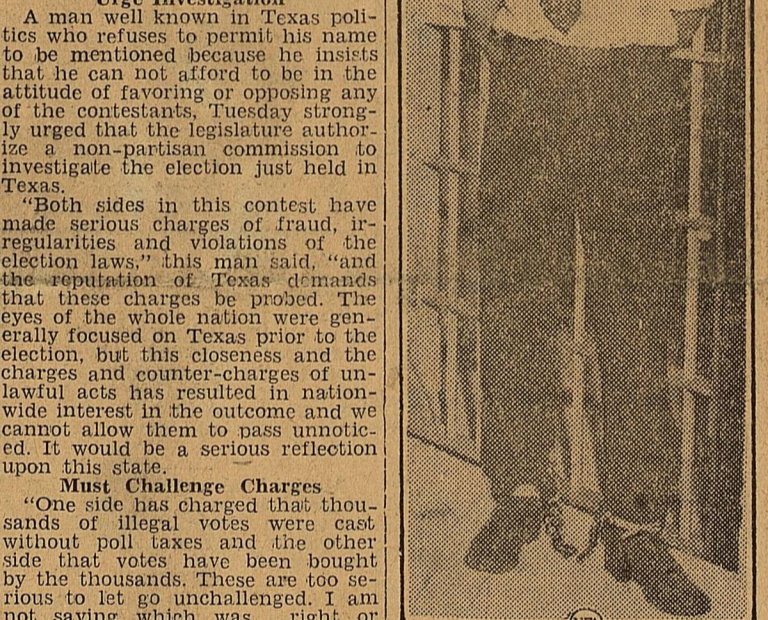 Urge Investigation
A man well known in Texas poli-
tics who refuses to permit his name
to be mentioned because he insists
that he can not afford to be in the
attitude of favoring or opposing any
of the contestants, Tuesday strong-
ly urged that the legislature author-
ize a non-partisan commission to
investigate the election just held in
Texas.
"Both sides in this contest have
made serious charges of fraud, ir-
regularities and violations of the
election laws," this man said, "and
the reputation of Texas demands
that these charges be probed. The
eyes of the whole nation were gen-
erally focused on Texas prior to the
election, but this closeness and the
charges and counter-charges of un-
lawful acts has resulted in nation-
wide interest in the outcome and we
cannot allow them to pass unnotic-
ed. It would be a serious reflection
upon this state.
Must Challenge Charges
"One side has charged that thou-
sands of illegal votes were cast
without poll taxes and the other
side that votes have been bought
by the thousands. These are too se-
rious to let go unchallenged. I am
not saying which was right or